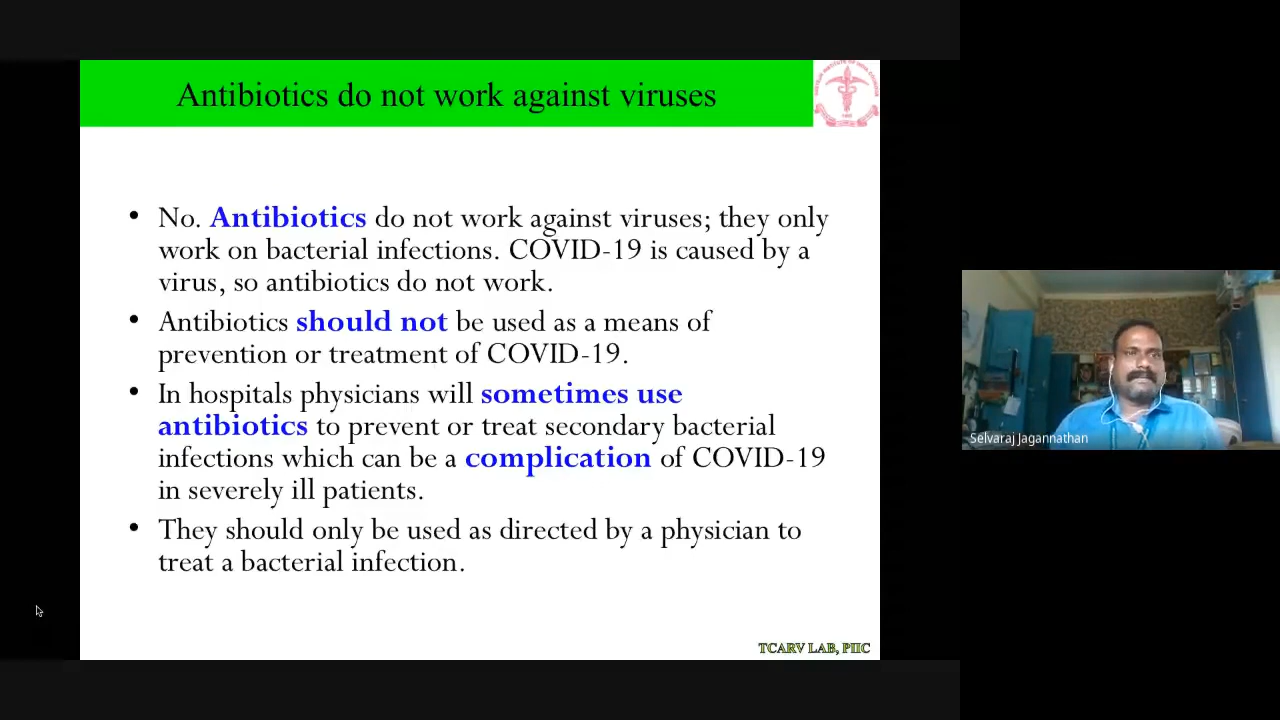 Antibiotics do not work against viruses
• No. Antibiotics do not work against viruses; they only
work on bacterial infections. COVID-19 is caused by a
virus, so antibiotics do not work.
• Antibiotics should not be used as a means of
prevention or treatment of COVID-19.
• In hospitals physicians will sometimes use
antibiotics to prevent or treat secondary bacterial
infections which can be a complication of COVID-19
in severely ill patients.
• They should only be used as directed by a physician to
treat a bacterial infection.
TCARV LAB, PIIC
Selvaraj Jagannathan